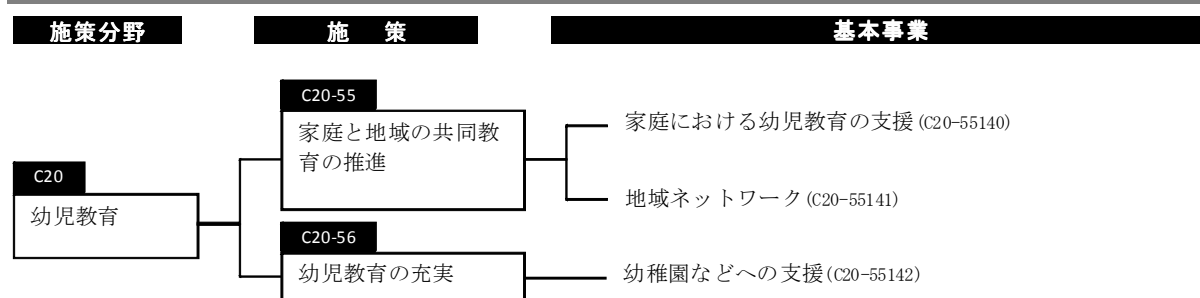 施策分野
施 策
基本事業
C20
幼児教育
C20-55
家庭と地域の共同教
育の推進
家庭における幼児教育の支援(C20-55140)
地域ネットワーク(C20-55141)
C20-56
幼児教育の充実
幼稚園などへの支援(C20-55142)